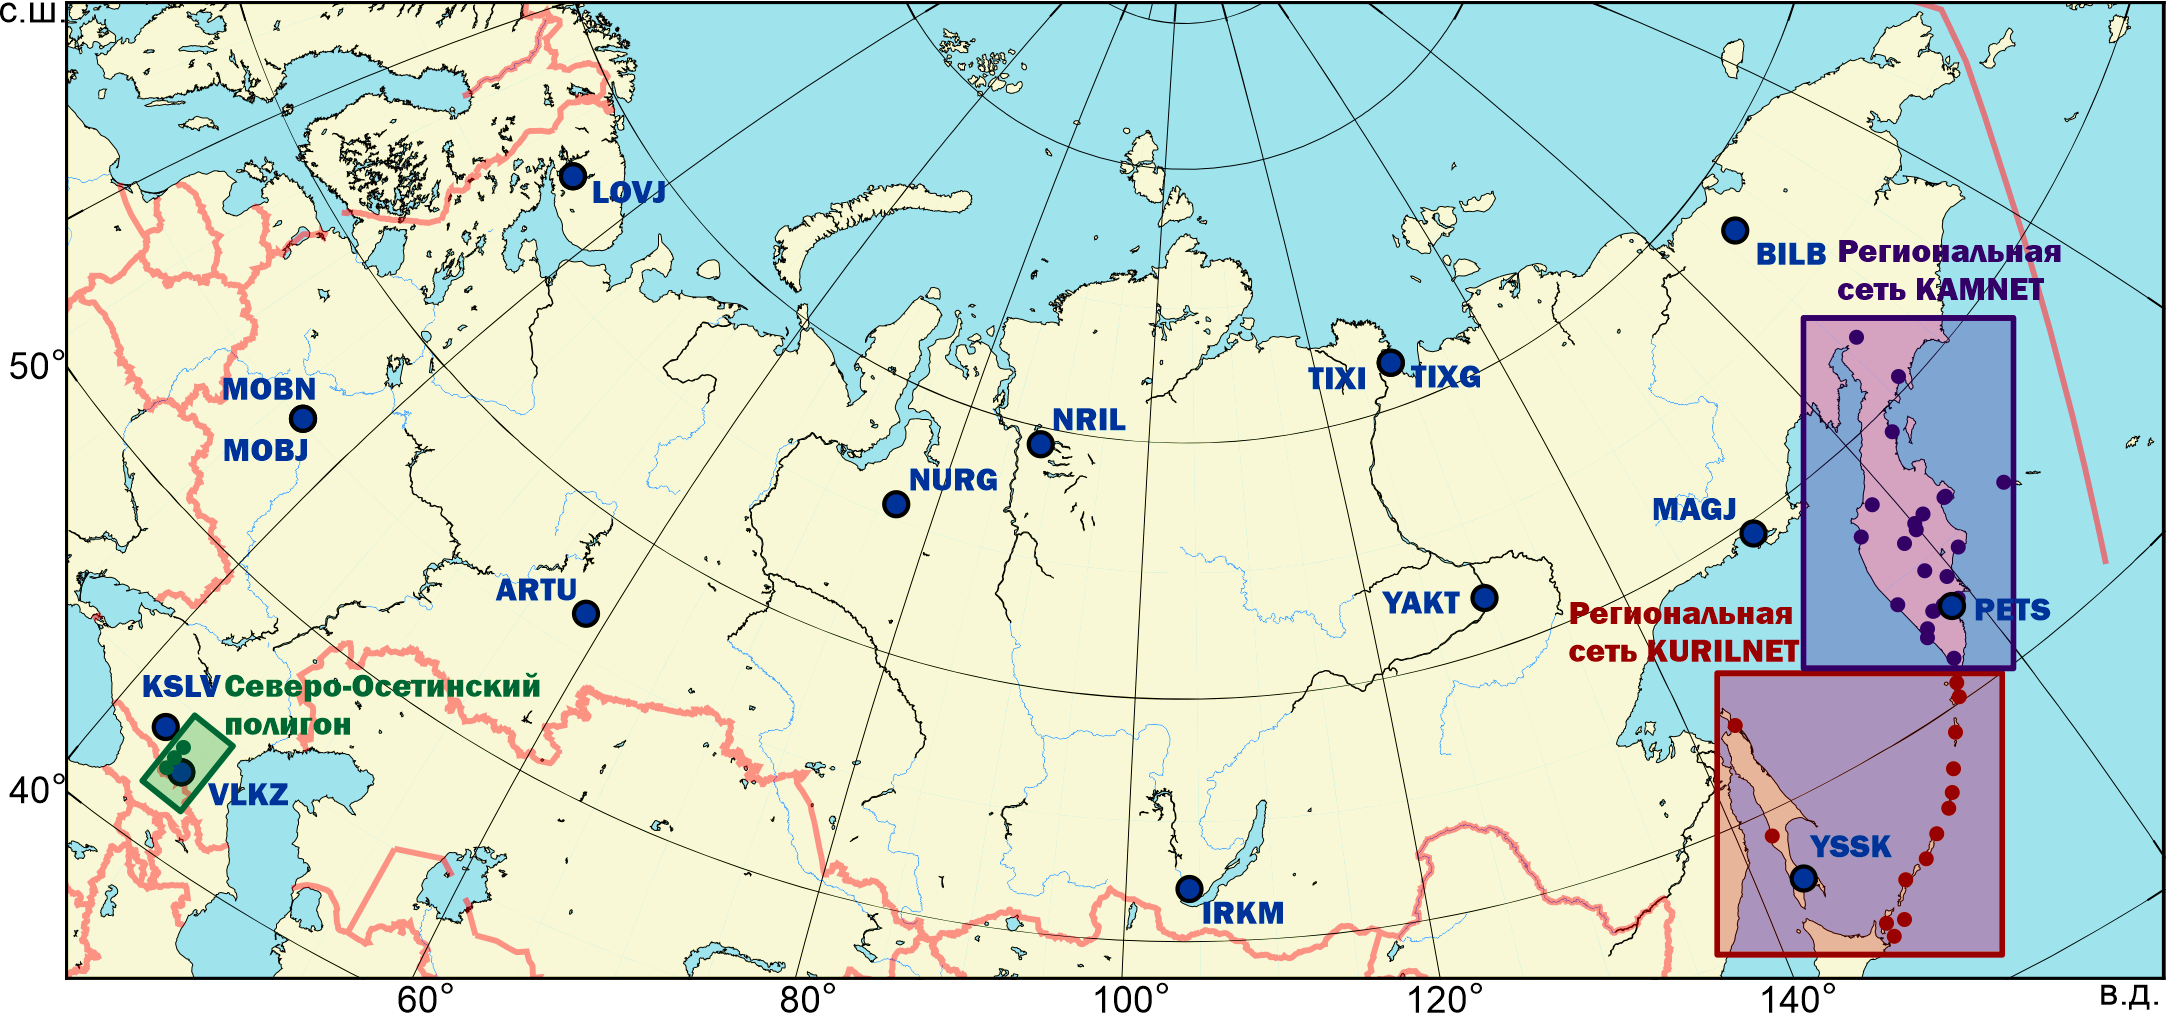 с.ш.
LOVJ
BILB
Региональная
сеть KAMNET
50°
MOBN
MOBJ
TIXI
TIXG
NRIL
NURG
MAGJ
ARTU
YAKT
Региональная
сеть KURILNET
PETS
KSLV
Северо-Осетинский
полигон
VLKZ
40°
YSSK
IRKM
60°
80°
100°
120°
140°
в.д.